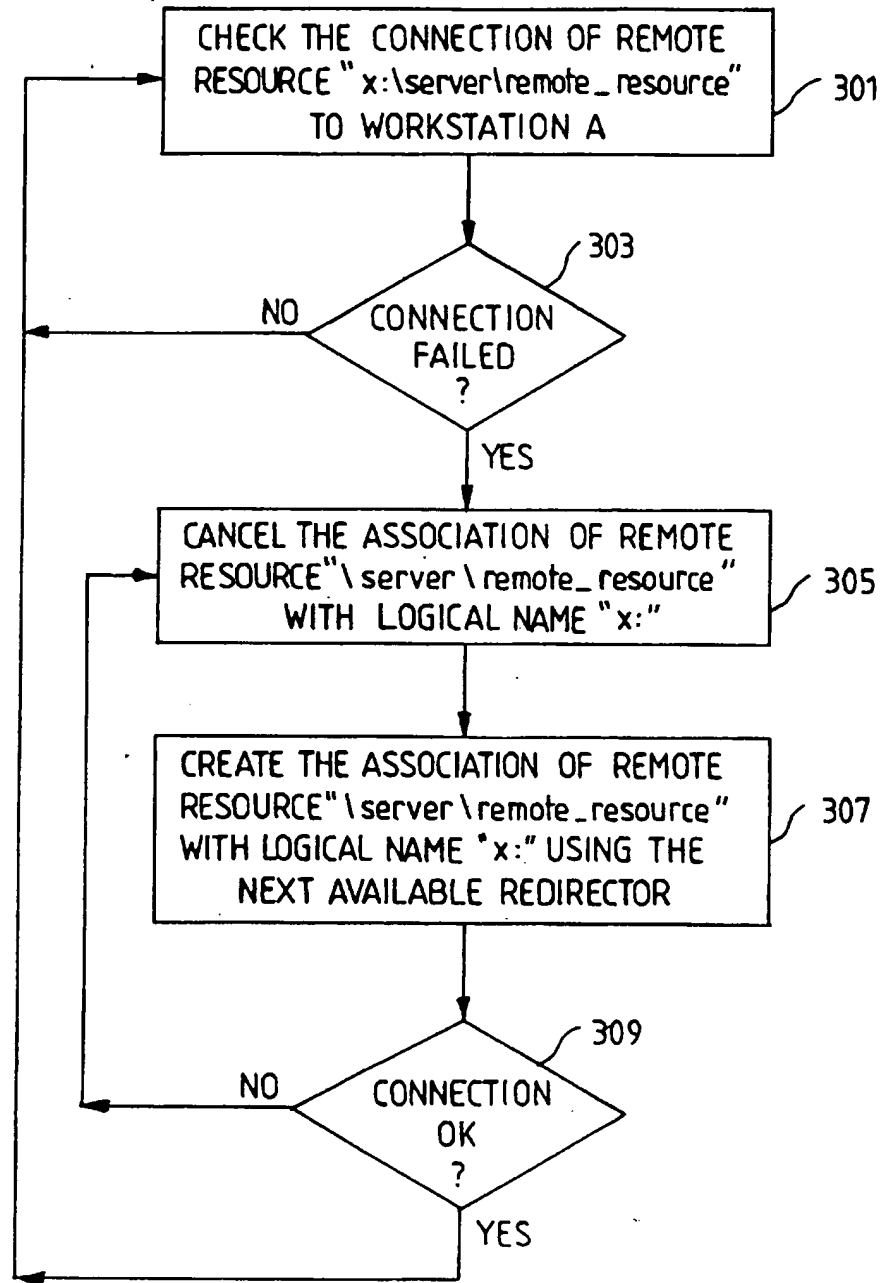 CHECK THE CONNECTION OF REMOTE
RESOURCE "x:\server\remote_resource"
TO WORKSTATION A
301
303
NO
CONNECTION
FAILED
?
YES
CANCEL THE ASSOCIATION OF REMOTE
RESOURCE "\server\remote_resource"
WITH LOGICAL NAME "x:"
305
CREATE THE ASSOCIATION OF REMOTE
RESOURCE "\server\remote_resource"
WITH LOGICAL NAME "x:" USING THE
NEXT AVAILABLE REDIRECTOR
307
309
NO
CONNECTION
OK
?
YES